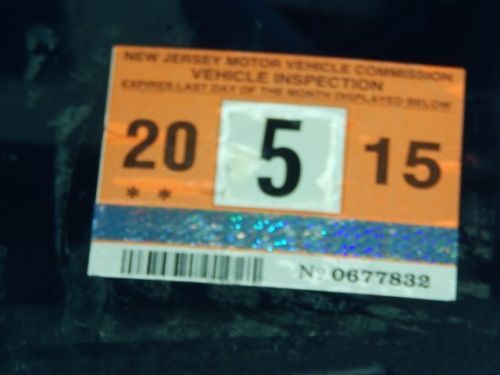 NEW JERSEY MOTOR VEHICLE COMMISSION
VEHICLE INSPECTION
EXPIRES LAST DAY OF THE MONTH DISPLAYED BELOW
20 5 15
* *
Nº 0677832